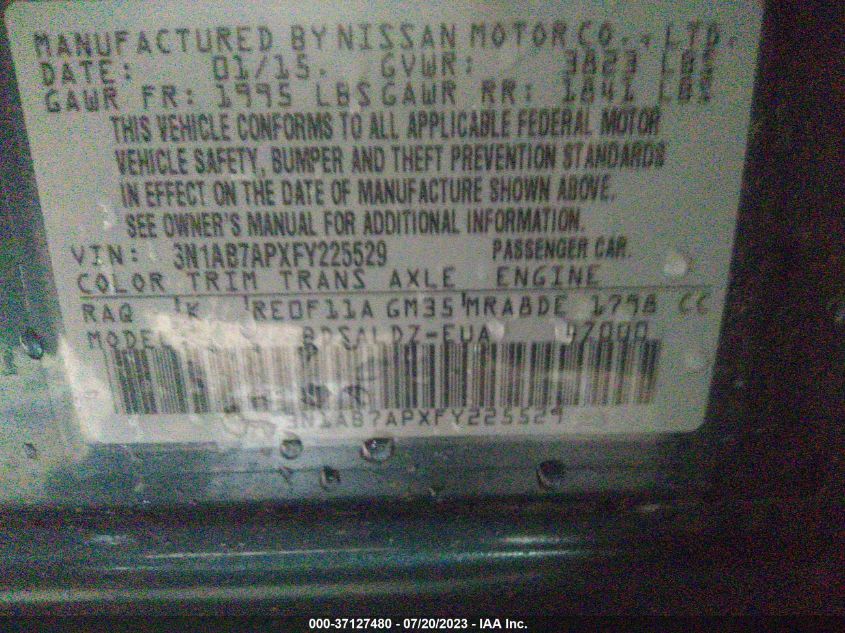 MANUFACTURED BY NISSAN MOTOR CO., LTD.
DATE: 01/15. GVWR: 3823 LBS
GAWR FR: 1995 LBS GAWR RR: 1841 LBS
THIS VEHICLE CONFORMS TO ALL APPLICABLE FEDERAL MOTOR
VEHICLE SAFETY, BUMPER AND THEFT PREVENTION STANDARDS
IN EFFECT ON THE DATE OF MANUFACTURE SHOWN ABOVE.
SEE OWNER'S MANUAL FOR ADDITIONAL INFORMATION.
VIN: 3N1AB7APXFY225529 PASSENGER CAR.
COLOR TRIM TRANS AXLE ENGINE
RAQ K RE0F11A GM35 MRA8DE 1798 CC
MODEL: BDSALDZ-EUA
3N1AB7APXFY225529
000-37127480 - 07/20/2023 - IAA Inc.